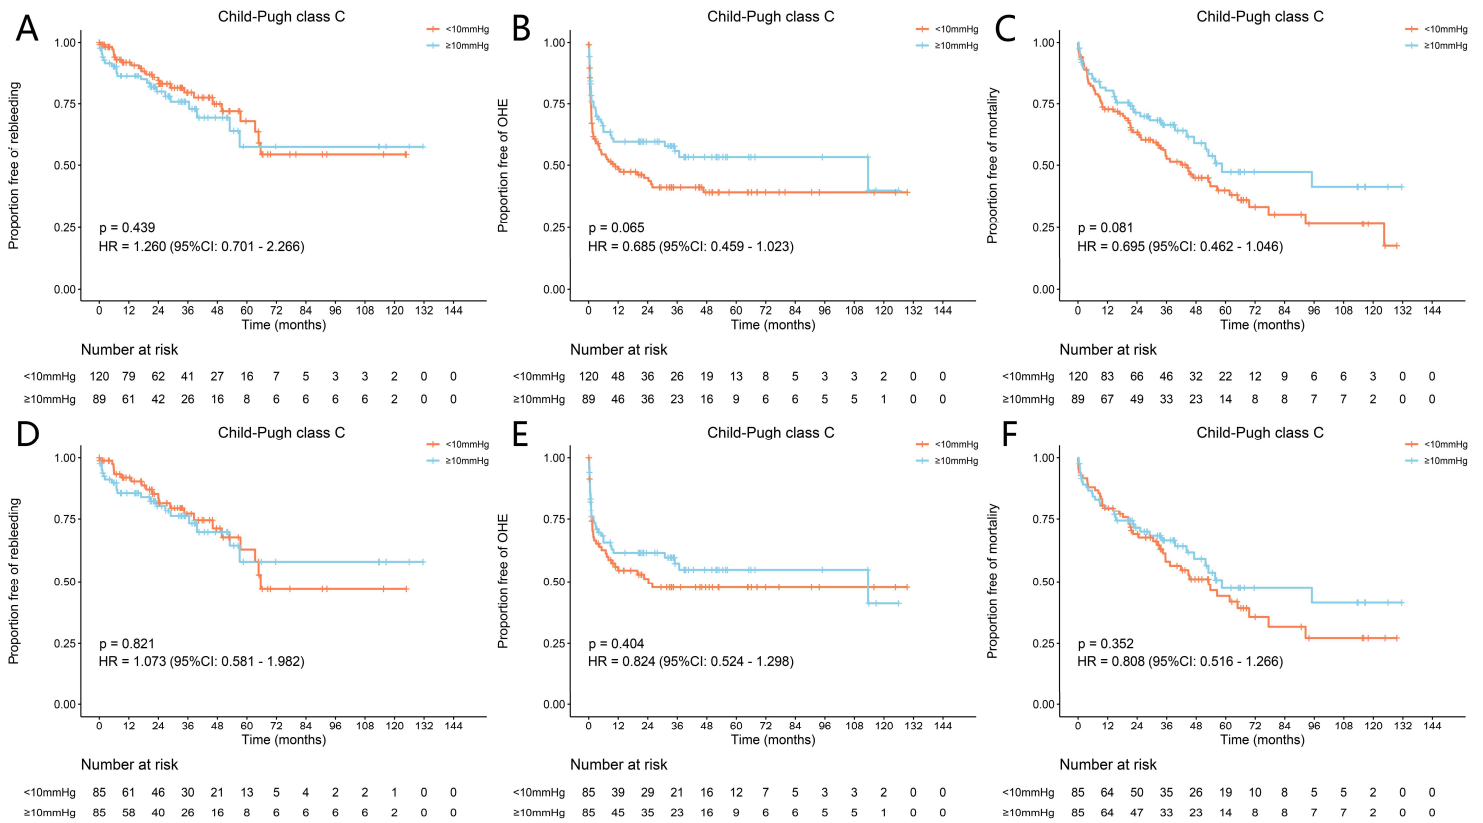 A
Child-Pugh class C
<10mmHg
≥10mmHg
Proportion free of rebleeding
1.00
0.75
0.50
0.25
0.00
p = 0.439
HR = 1.260 (95%CI: 0.701 - 2.266)
0 12 24 36 48 60 72 84 96 108 120 132 144
Time (months)
Number at risk
<10mmHg 120 79 62 41 27 16 7 5 3 3 2 0 0
≥10mmHg 89 61 42 26 16 8 6 6 6 6 2 0 0
B
Child-Pugh class C
<10mmHg
≥10mmHg
Proportion free of OHE
1.00
0.75
0.50
0.25
0.00
p = 0.065
HR = 0.685 (95%CI: 0.459 - 1.023)
0 12 24 36 48 60 72 84 96 108 120 132 144
Time (months)
Number at risk
<10mmHg 120 48 36 26 19 13 8 5 3 3 2 0 0
≥10mmHg 89 46 36 23 16 9 6 6 5 5 1 0 0
C
Child-Pugh class C
<10mmHg
≥10mmHg
Proportion free of mortaliry
1.00
0.75
0.50
0.25
0.00
p = 0.081
HR = 0.695 (95%CI: 0.462 - 1.046)
0 12 24 36 48 60 72 84 96 108 120 132 144
Time (months)
Number at risk
<10mmHg 120 83 66 46 32 22 12 9 6 6 3 0 0
≥10mmHg 89 67 49 33 23 14 8 8 7 7 2 0 0
D
Child-Pugh class C
<10mmHg
≥10mmHg
Proportion free of rebleeding
1.00
0.75
0.50
0.25
0.00
p = 0.821
HR = 1.073 (95%CI: 0.581 - 1.982)
0 12 24 36 48 60 72 84 96 108 120 132 144
Time (months)
Number at risk
<10mmHg 85 61 46 30 21 13 5 4 2 2 1 0 0
≥10mmHg 85 58 40 26 16 8 6 6 6 6 2 0 0
E
Child-Pugh class C
<10mmHg
≥10mmHg
Proportion free of OHE
1.00
0.75
0.50
0.25
0.00
p = 0.404
HR = 0.824 (95%CI: 0.524 - 1.298)
0 12 24 36 48 60 72 84 96 108 120 132 144
Time (months)
Number at risk
<10mmHg 85 39 29 21 16 12 7 5 3 3 2 0 0
≥10mmHg 85 45 35 23 16 9 6 6 5 5 1 0 0
F
Child-Pugh class C
<10mmHg
≥10mmHg
Proportion free of mortaliry
1.00
0.75
0.50
0.25
0.00
p = 0.352
HR = 0.808 (95%CI: 0.516 - 1.266)
0 12 24 36 48 60 72 84 96 108 120 132 144
Time (months)
Number at risk
<10mmHg 85 64 50 35 26 19 10 8 5 5 2 0 0
≥10mmHg 85 64 47 33 23 14 8 8 7 7 2 0 0